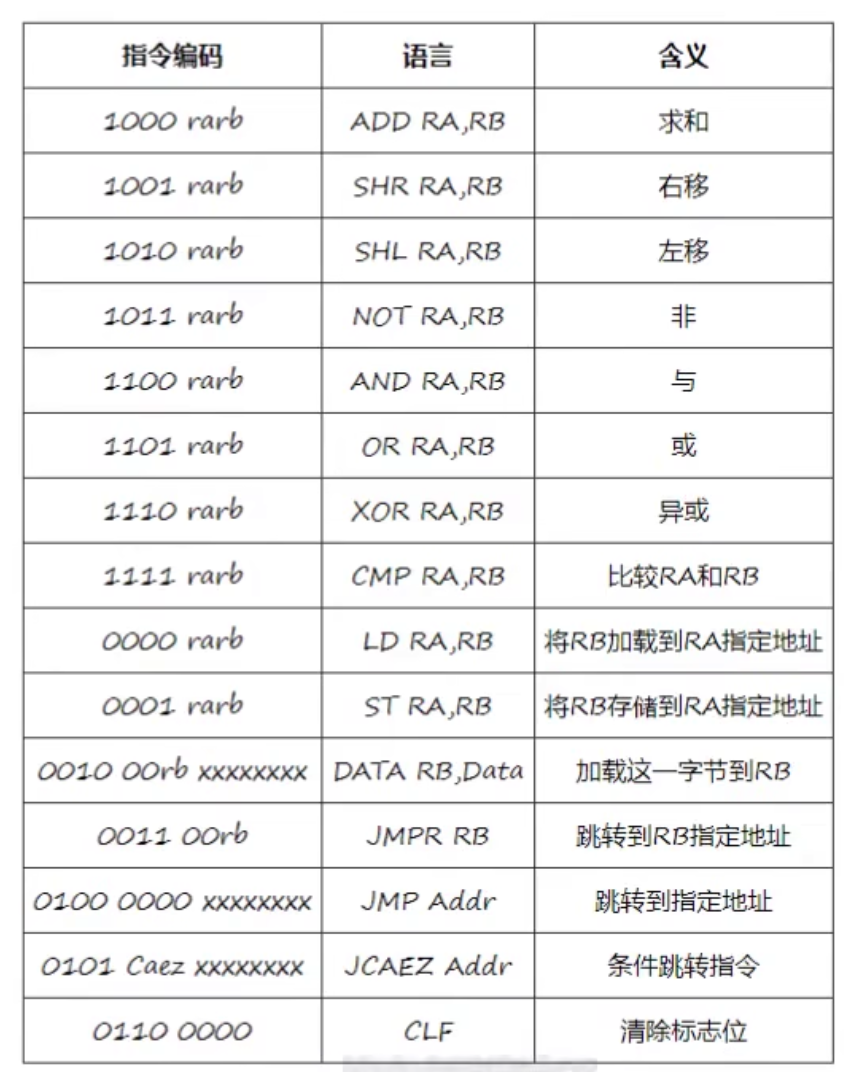 指令编码 语言 含义
1000 rarb ADD RA,RB 求和
1001 rarb SHR RA,RB 右移
1010 rarb SHL RA,RB 左移
1011 rarb NOT RA,RB 非
1100 rarb AND RA,RB 与
1101 rarb OR RA,RB 或
1110 rarb XOR RA,RB 异或
1111 rarb CMP RA,RB 比较RA和RB
0000 rarb LD RA,RB 将RB加载到RA指定地址
0001 rarb ST RA,RB 将RB存储到RA指定地址
0010 00rb xxxxxxxx DATA RB,Data 加载这一字节到RB
0011 00rb JMPR RB 跳转到RB指定地址
0100 0000 xxxxxxxx JMP Addr 跳转到指定地址
0101 Caez xxxxxxxx JCAEZ Addr 条件跳转指令
0110 0000 CLF 清除标志位